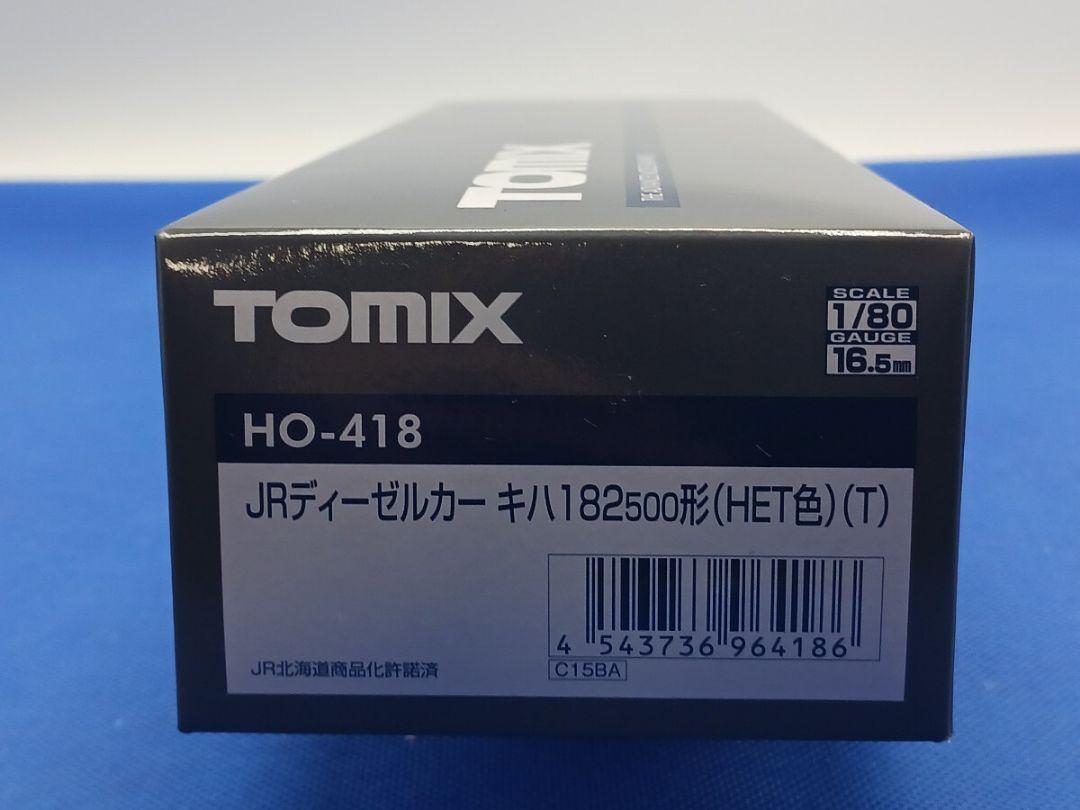 TOMIX
TOMIX
SCALE
1/80
GAUGE
16.5mm
HO-418
JRディーゼルカー キハ182500形(HET色)(T)
4 543736 964186
JR北海道商品化許諾済
C15BA